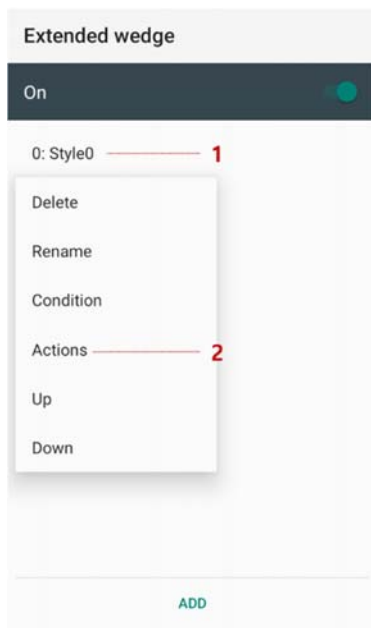 Extended wedge
On
0: Style0 1
Delete
Rename
Condition
Actions 2
Up
Down
ADD